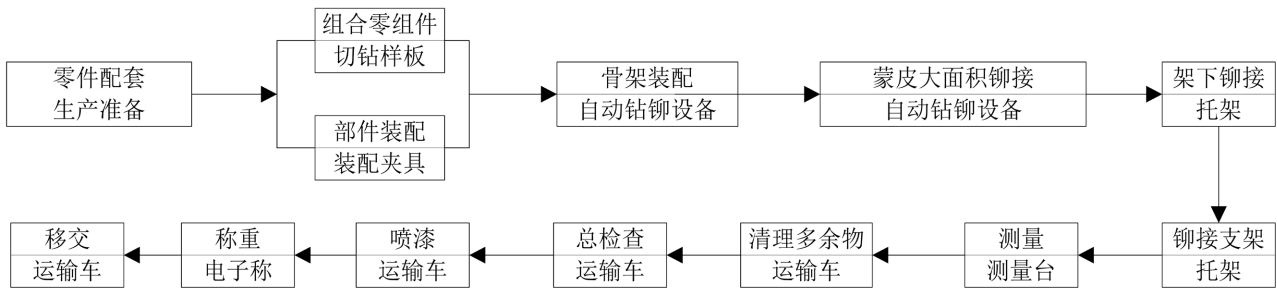 零件配套
生产准备
组合零组件
切钻样板
部件装配
装配夹具
骨架装配
自动钻铆设备
蒙皮大面积铆接
自动钻铆设备
架下铆接
托架
铆接支架
托架
测量
测量台
清理多余物
运输车
总检查
运输车
喷漆
运输车
称重
电子称
移交
运输车